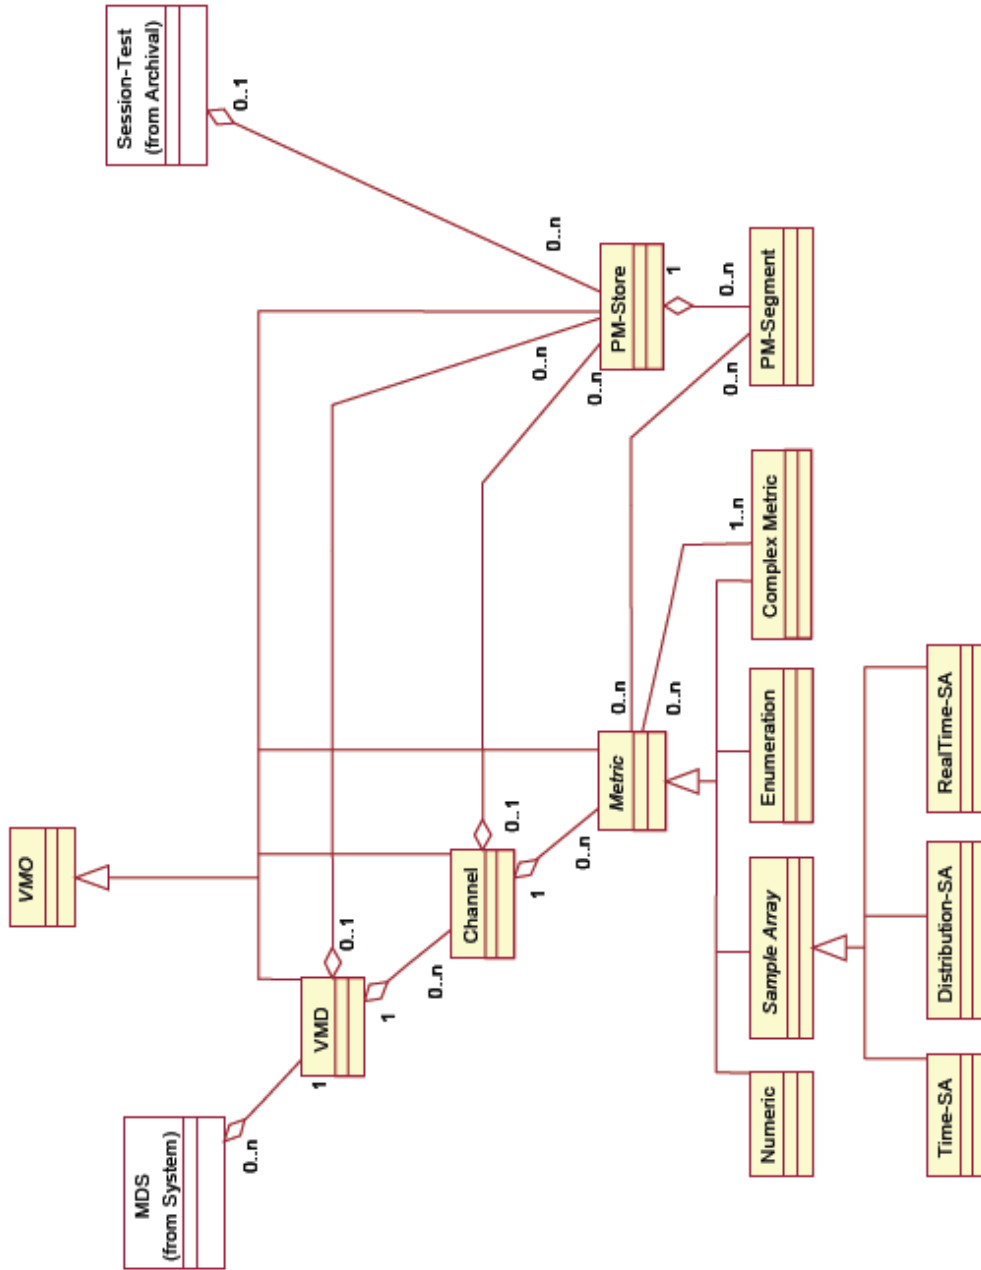 VMO
MDS
(from System)
Session-Test
(from Archival)
0..n
0..1
1
VMD
0..1
1
0..n
Channel
0..1
1
0..n
0..n
0..n
0..n
PM-Store
1
Metric
0..n
0..n
0..n
0..n
1..n
Numeric
Sample Array
Enumeration
Complex Metric
PM-Segment
Time-SA
Distribution-SA
RealTime-SA